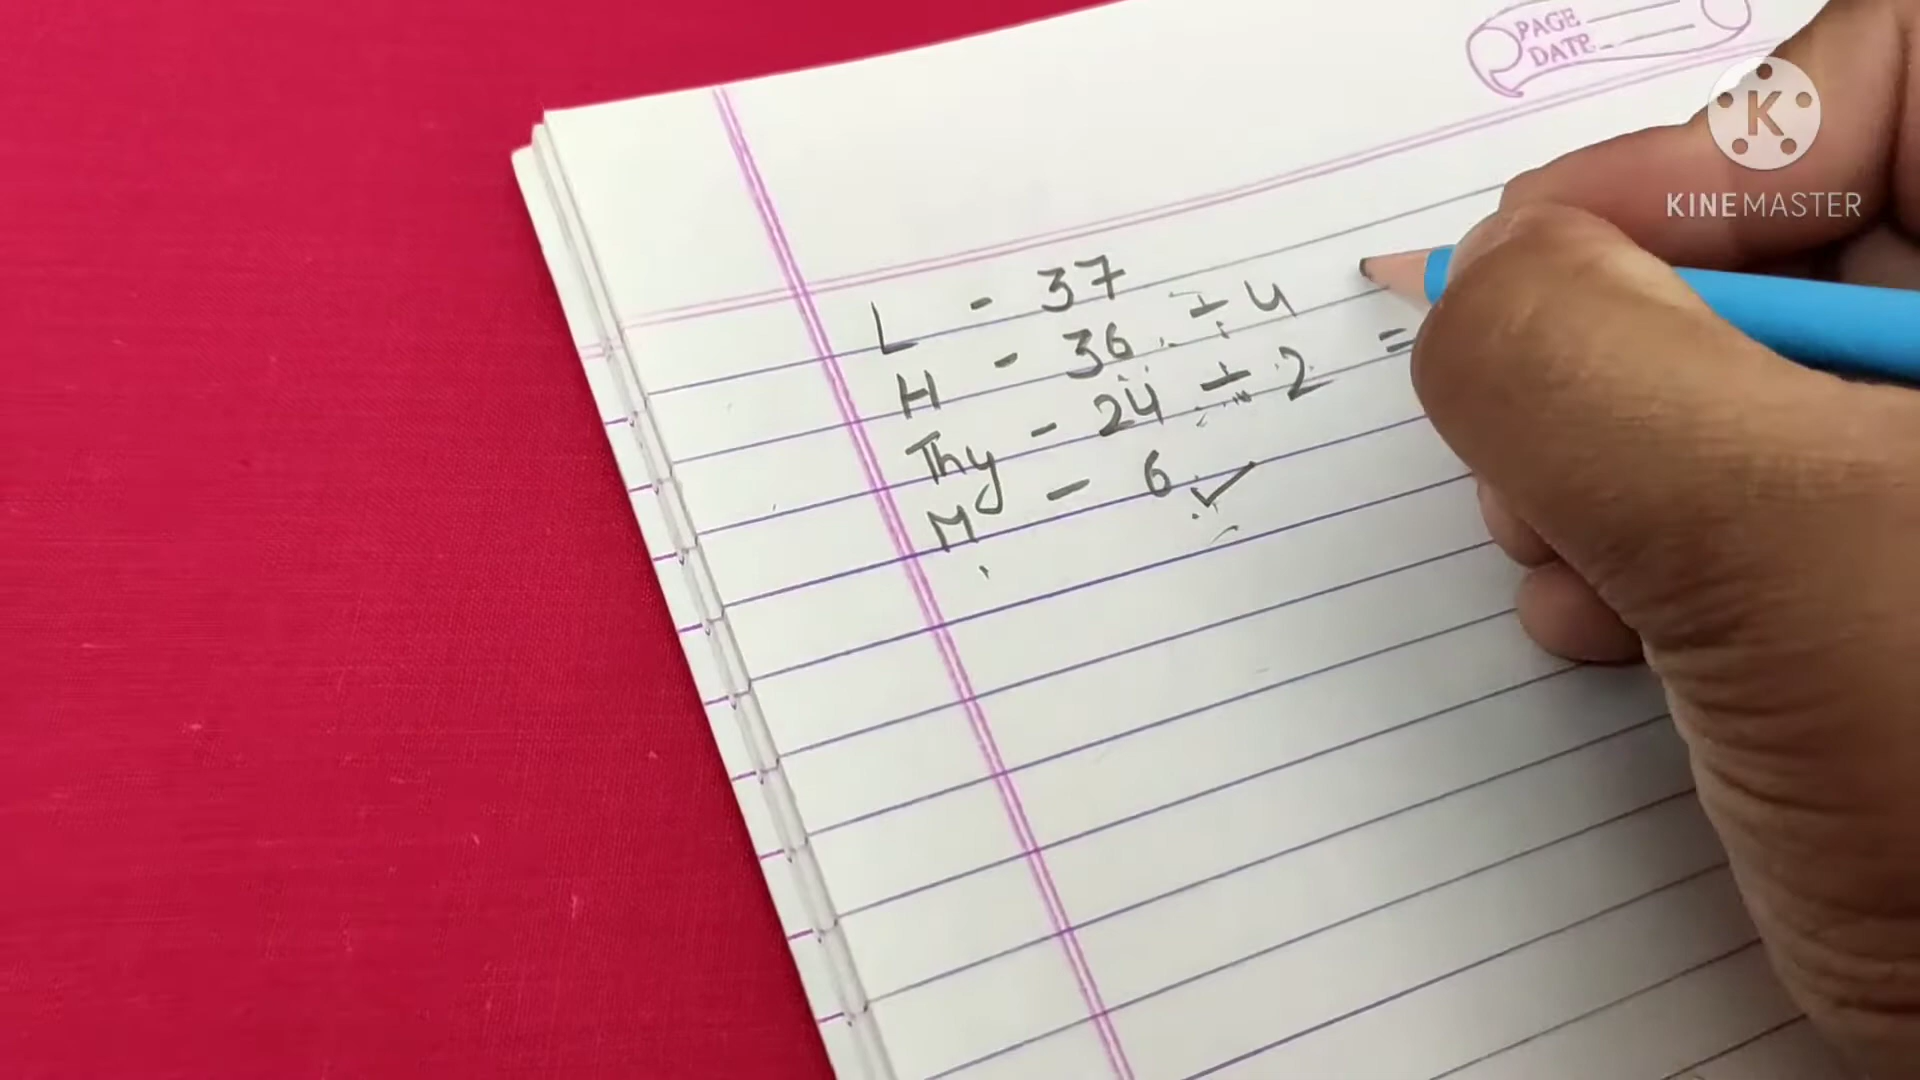 PAGE
DATE
K
KINEMASTER
L - 37
H - 36 ÷ 4
Thy - 24 ÷ 2 =
M - 6 ✓